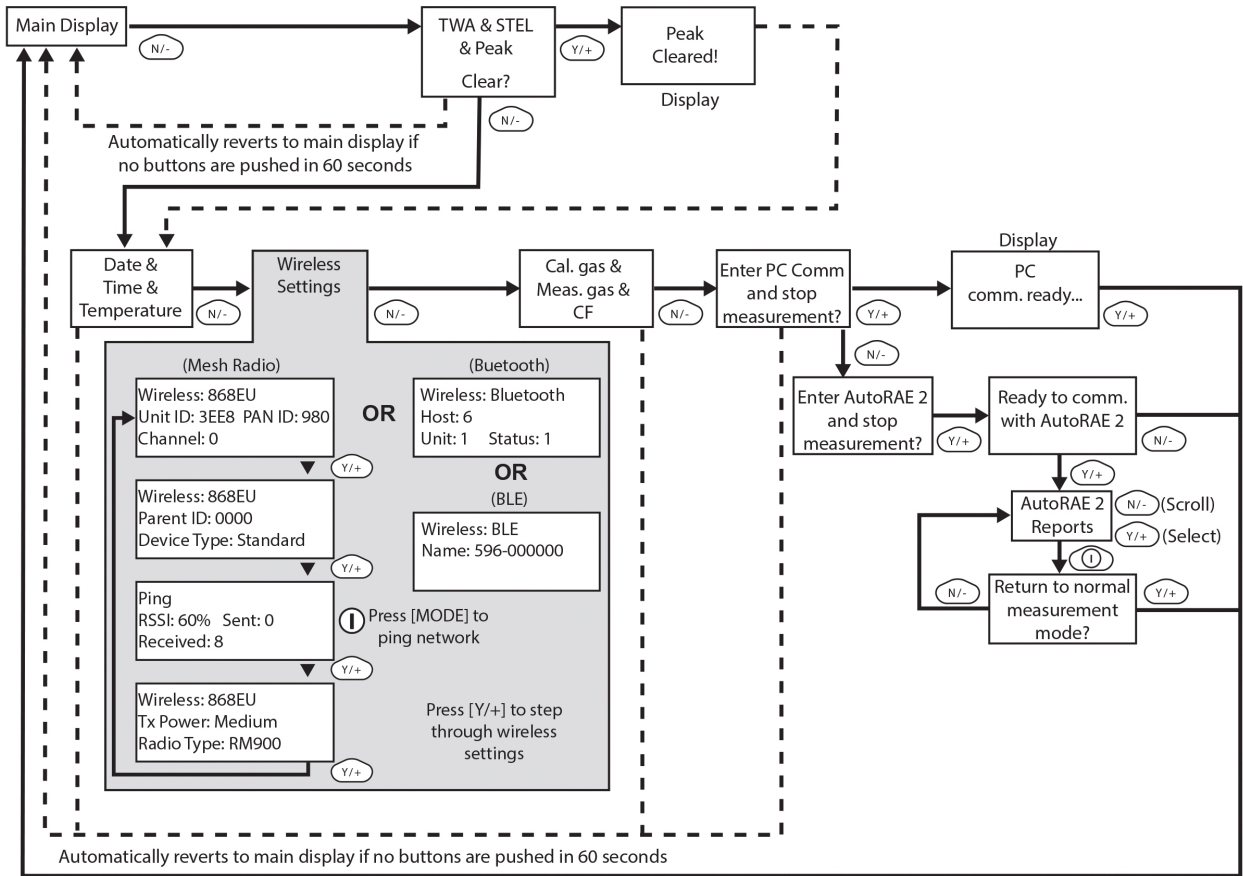 Main Display
N/-
TWA & STEL
& Peak
Clear?
Y/+
Peak
Cleared!
Display
N/-
Automatically reverts to main display if
no buttons are pushed in 60 seconds
Date &
Time &
Temperature
N/-
Wireless
Settings
N/-
Cal. gas &
Meas. gas &
CF
N/-
Enter PC Comm
and stop
measurement?
Y/+
Display
PC
comm. ready...
Y/+
N/-
Enter AutoRAE 2
and stop
measurement?
Y/+
Ready to comm.
with AutoRAE 2
N/-
Y/+
AutoRAE 2
Reports
N/- (Scroll)
Y/+ (Select)
Return to normal
measurement
mode?
N/-
Y/+
(Mesh Radio)
Wireless: 868EU
Unit ID: 3EE8 PAN ID: 980
Channel: 0
Y/+
Wireless: 868EU
Parent ID: 0000
Device Type: Standard
Y/+
Ping
RSSI: 60% Sent: 0
Received: 8
Y/+
Press [MODE] to
ping network
Wireless: 868EU
Tx Power: Medium
Radio Type: RM900
Y/+
OR
(Buetooth)
Wireless: Bluetooth
Host: 6
Unit: 1 Status: 1
OR
(BLE)
Wireless: BLE
Name: 596-000000
Press [Y/+] to step
through wireless
settings
Automatically reverts to main display if no buttons are pushed in 60 seconds